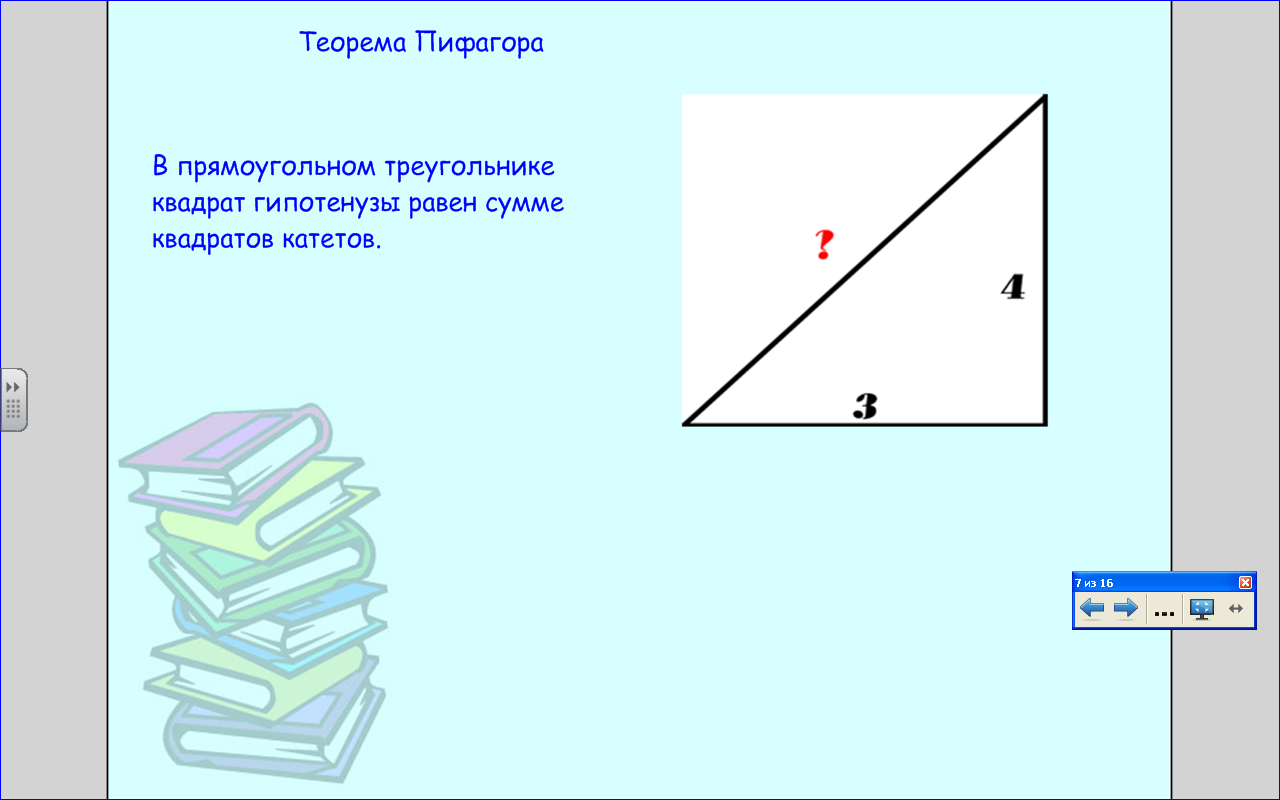 Теорема Пифагора
В прямоугольном треугольнике
квадрат гипотенузы равен сумме
квадратов катетов.
?
4
3
7 из 16
...